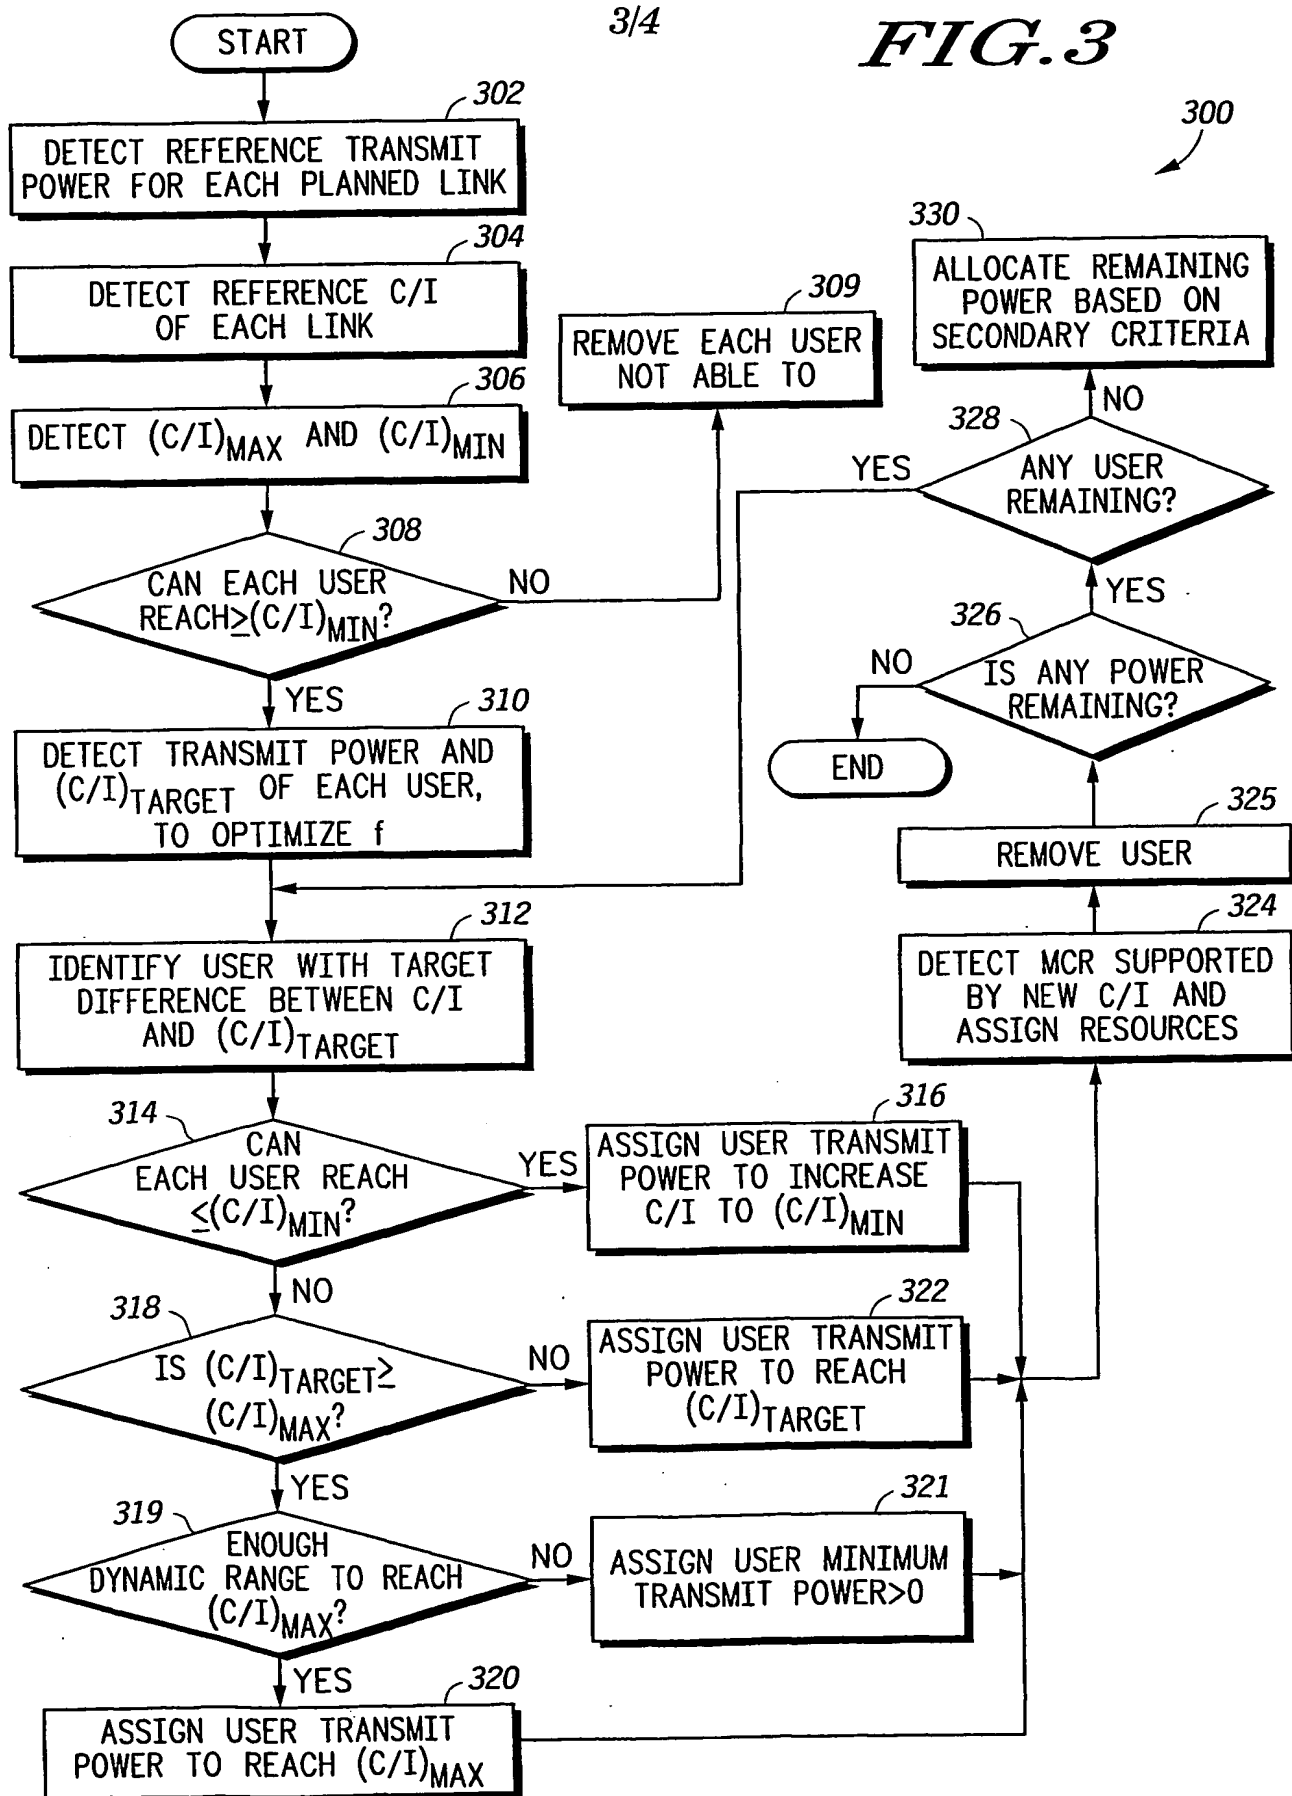 3/4
FIG.3
300
START
302
DETECT REFERENCE TRANSMIT
POWER FOR EACH PLANNED LINK
304
DETECT REFERENCE C/I
OF EACH LINK
306
DETECT (C/I)MAX AND (C/I)MIN
308
CAN EACH USER
REACH≥(C/I)MIN?
NO
YES
309
REMOVE EACH USER
NOT ABLE TO
310
DETECT TRANSMIT POWER AND
(C/I)TARGET OF EACH USER,
TO OPTIMIZE f
312
IDENTIFY USER WITH TARGET
DIFFERENCE BETWEEN C/I
AND (C/I)TARGET
314
CAN
EACH USER REACH
≤(C/I)MIN?
YES
NO
316
ASSIGN USER TRANSMIT
POWER TO INCREASE
C/I TO (C/I)MIN
318
IS (C/I)TARGET≥
(C/I)MAX?
NO
YES
322
ASSIGN USER TRANSMIT
POWER TO REACH
(C/I)TARGET
319
ENOUGH
DYNAMIC RANGE TO REACH
(C/I)MAX?
NO
YES
321
ASSIGN USER MINIMUM
TRANSMIT POWER>0
320
ASSIGN USER TRANSMIT
POWER TO REACH (C/I)MAX
324
DETECT MCR SUPPORTED
BY NEW C/I AND
ASSIGN RESOURCES
325
REMOVE USER
326
IS ANY POWER
REMAINING?
NO
YES
END
328
ANY USER
REMAINING?
YES
NO
330
ALLOCATE REMAINING
POWER BASED ON
SECONDARY CRITERIA